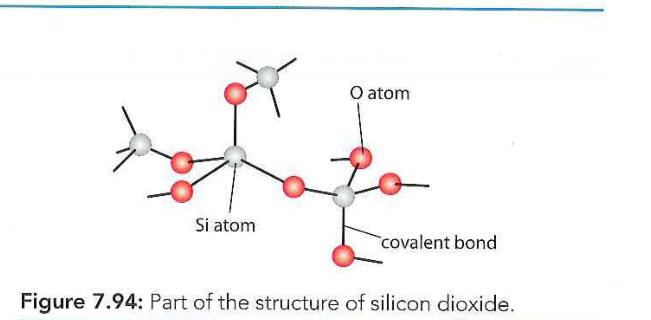 O atom
Si atom
covalent bond
Figure 7.94: Part of the structure of silicon dioxide.